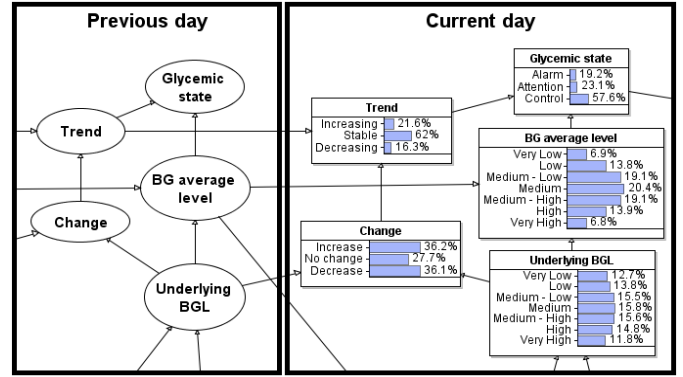 Previous day
Glycemic
state
Trend
BG average
level
Change
Underlying
BGL
Current day
Glycemic state
Alarm 19.2%
Attention 23.1%
Control 57.6%
Trend
Increasing 21.6%
Stable 62%
Decreasing 16.3%
BG average level
Very Low 6.9%
Low 13.8%
Medium - Low 19.1%
Medium 20.4%
Medium - High 19.1%
High 13.9%
Very High 6.8%
Change
Increase 36.2%
No change 27.7%
Decrease 36.1%
Underlying BGL
Very Low 12.7%
Low 13.8%
Medium - Low 15.5%
Medium 15.8%
Medium - High 15.6%
High 14.8%
Very High 11.8%